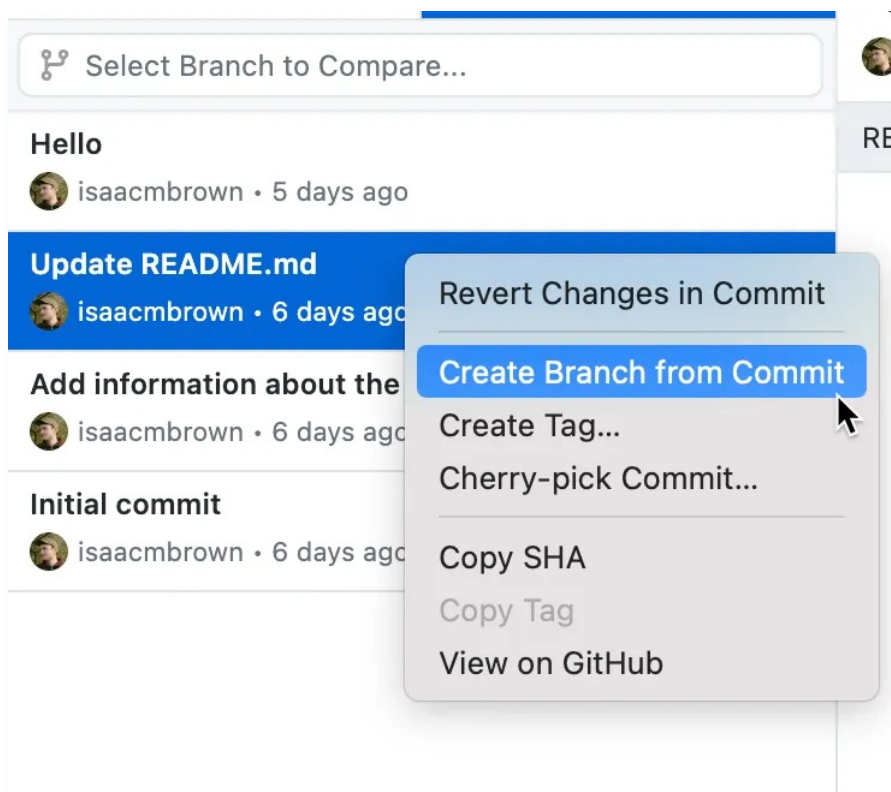 Select Branch to Compare...
Hello
isaacmbrown • 5 days ago
Update README.md
isaacmbrown • 6 days ago
Add information about the
isaacmbrown • 6 days ago
Initial commit
isaacmbrown • 6 days ago
Revert Changes in Commit
Create Branch from Commit
Create Tag...
Cherry-pick Commit...
Copy SHA
Copy Tag
View on GitHub
RE